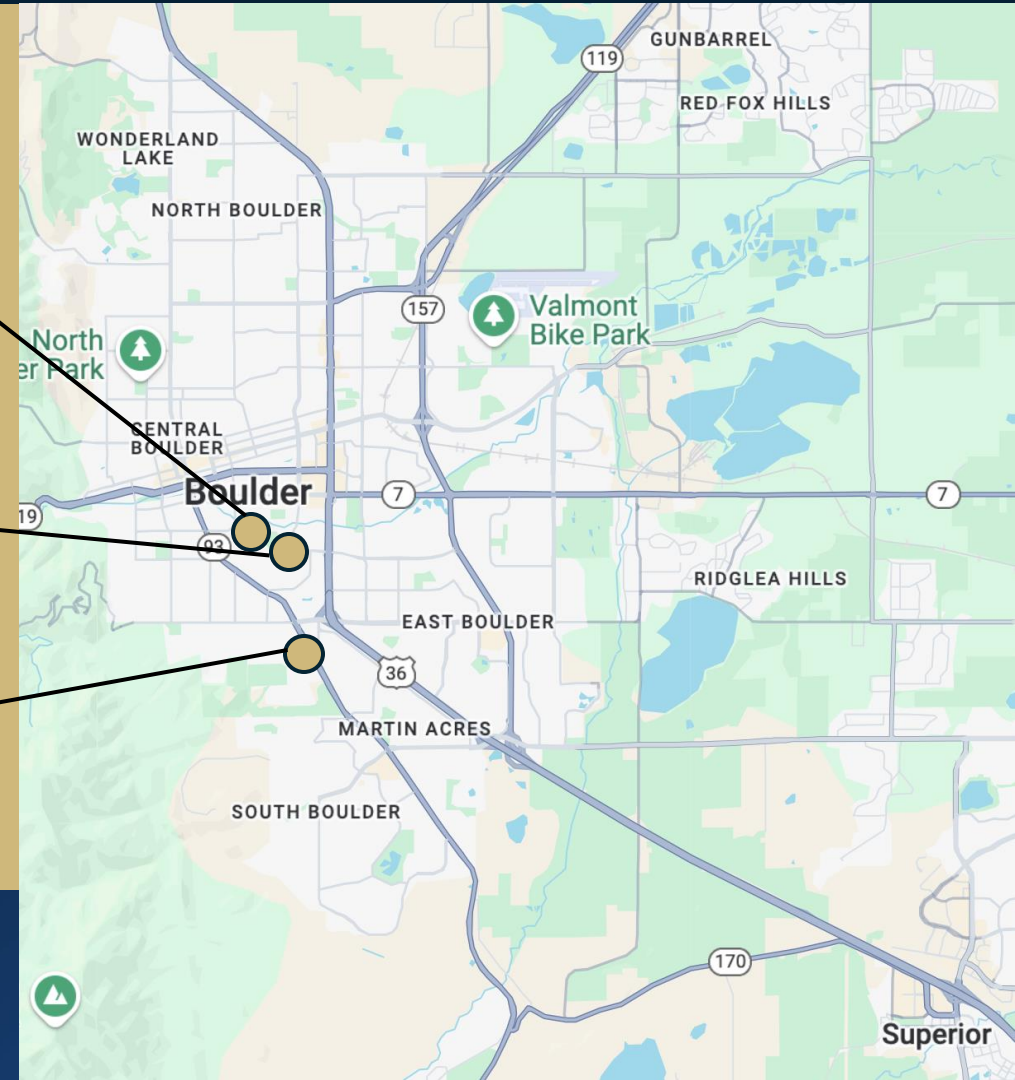 GUNBARREL
119
RED FOX HILLS
WONDERLAND
LAKE
NORTH BOULDER
157
Valmont
Bike Park
North
er Park
CENTRAL
BOULDER
Boulder
7
7
19
93
RIDGLEA HILLS
EAST BOULDER
36
MARTIN ACRES
SOUTH BOULDER
170
Superior